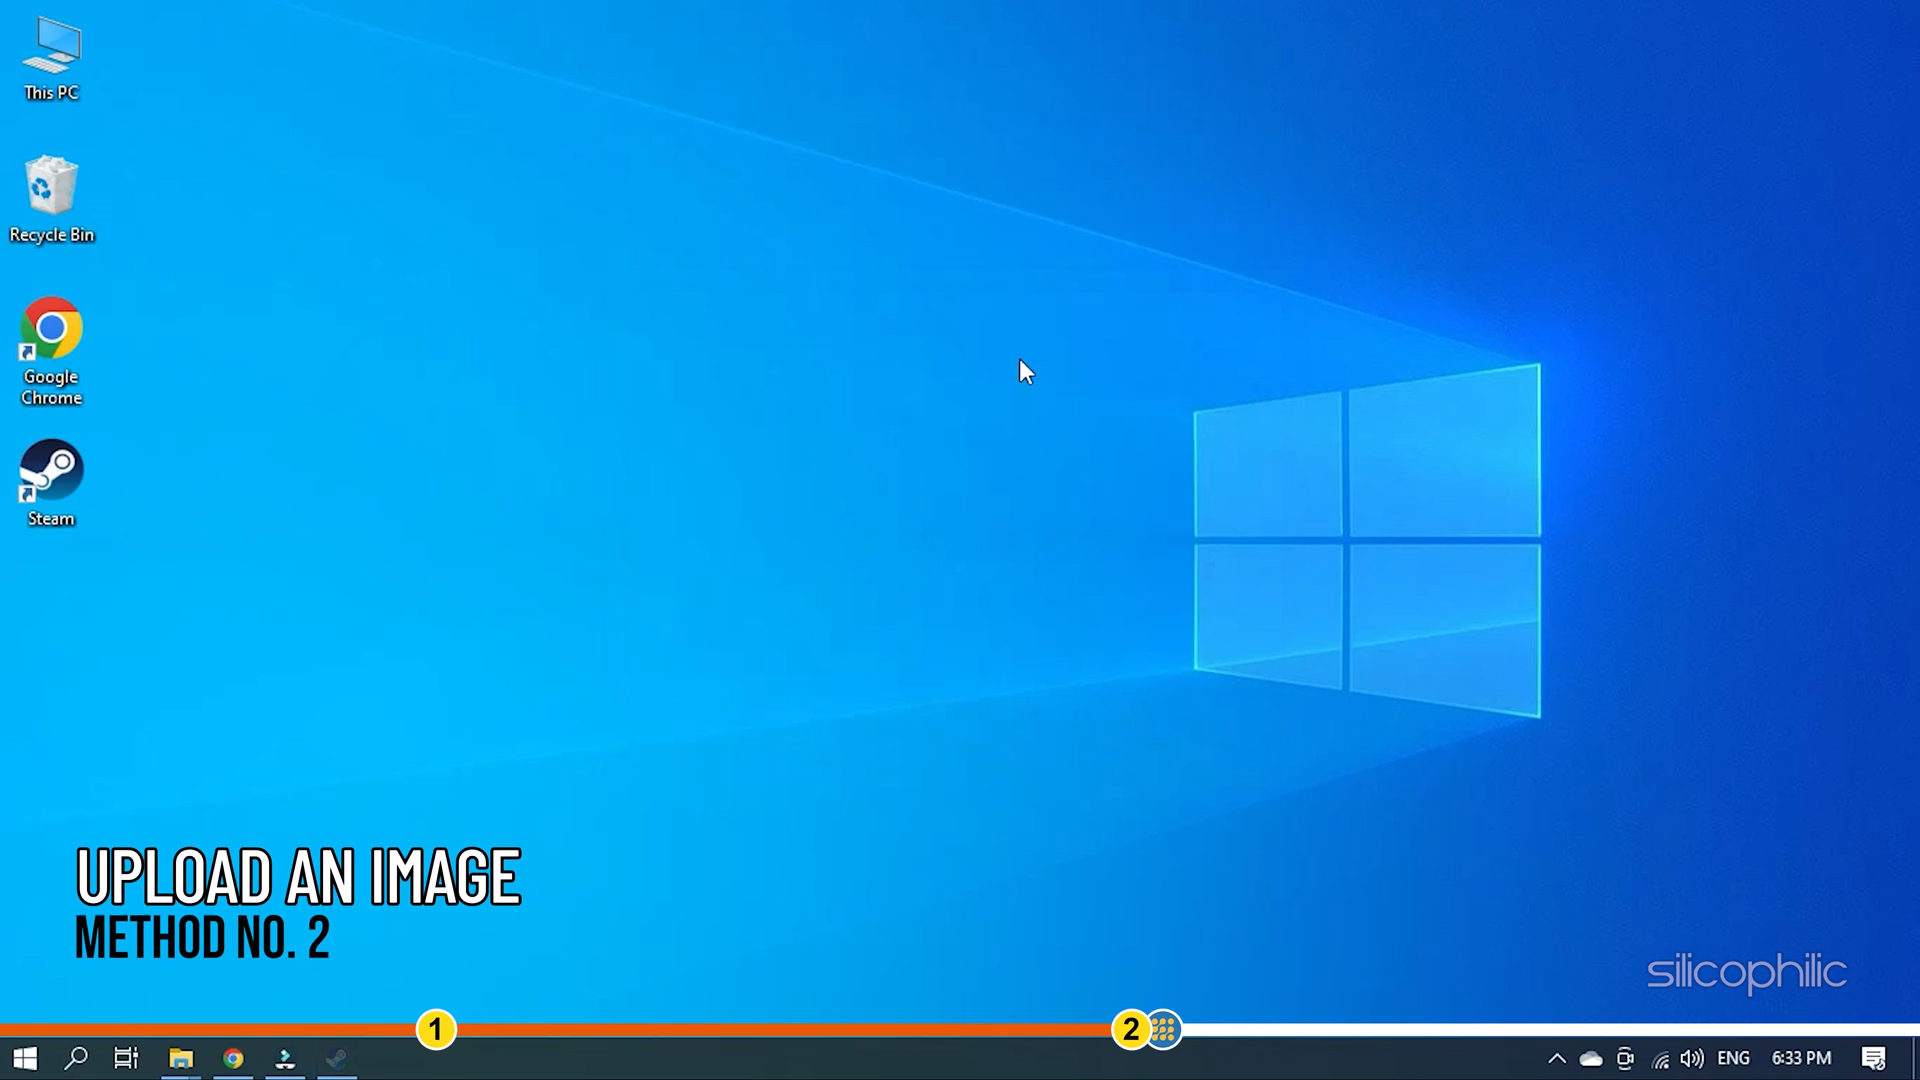 This PC
Recycle Bin
Google
Chrome
Steam
UPLOAD AN IMAGE
METHOD NO. 2
silicophilic
1
2
ENG
6:33 PM